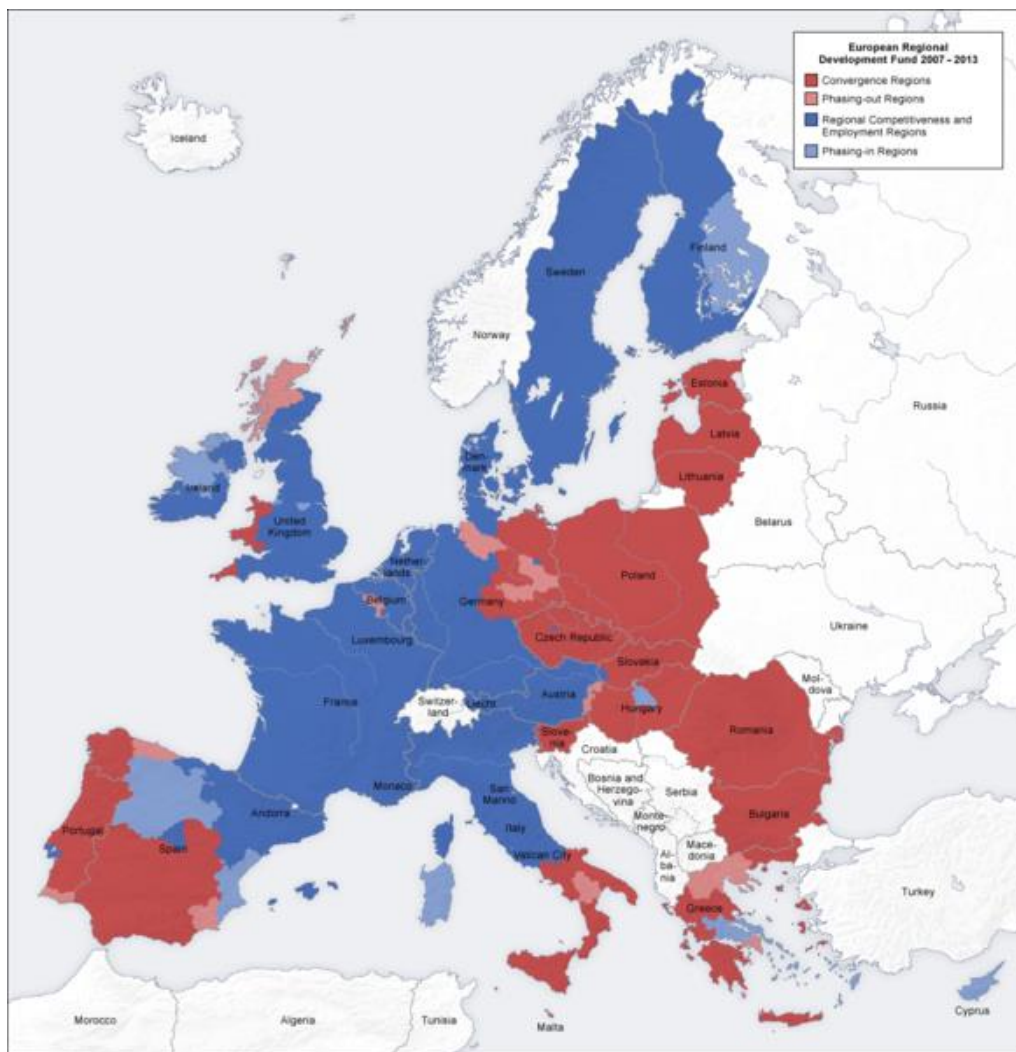 European Regional
Development Fund 2007 - 2013
Convergence Regions
Phasing-out Regions
Regional Competitiveness and
Employment Regions
Phasing-in Regions
Iceland
Finland
Sweden
Norway
Estonia
Russia
Latvia
Lithuania
Den-
mark
Ireland
United
Kingdom
Belarus
Nether-
lands
Poland
Belgium
Germany
Ukraine
Luxembourg
Czech Republic
Slovakia
Mol-
dova
France
Switzer-
land
Liecht.
Austria
Hungary
Slove-
nia
Romania
Croatia
Monaco
San
Marino
Bosnia and
Herzego-
vina
Serbia
Andorra
Italy
Monte-
negro
Bulgaria
Portugal
Spain
Vatican City
Mace-
donia
Alba-
nia
Turkey
Greece
Cyprus
Morocco
Algeria
Tunisia
Malta